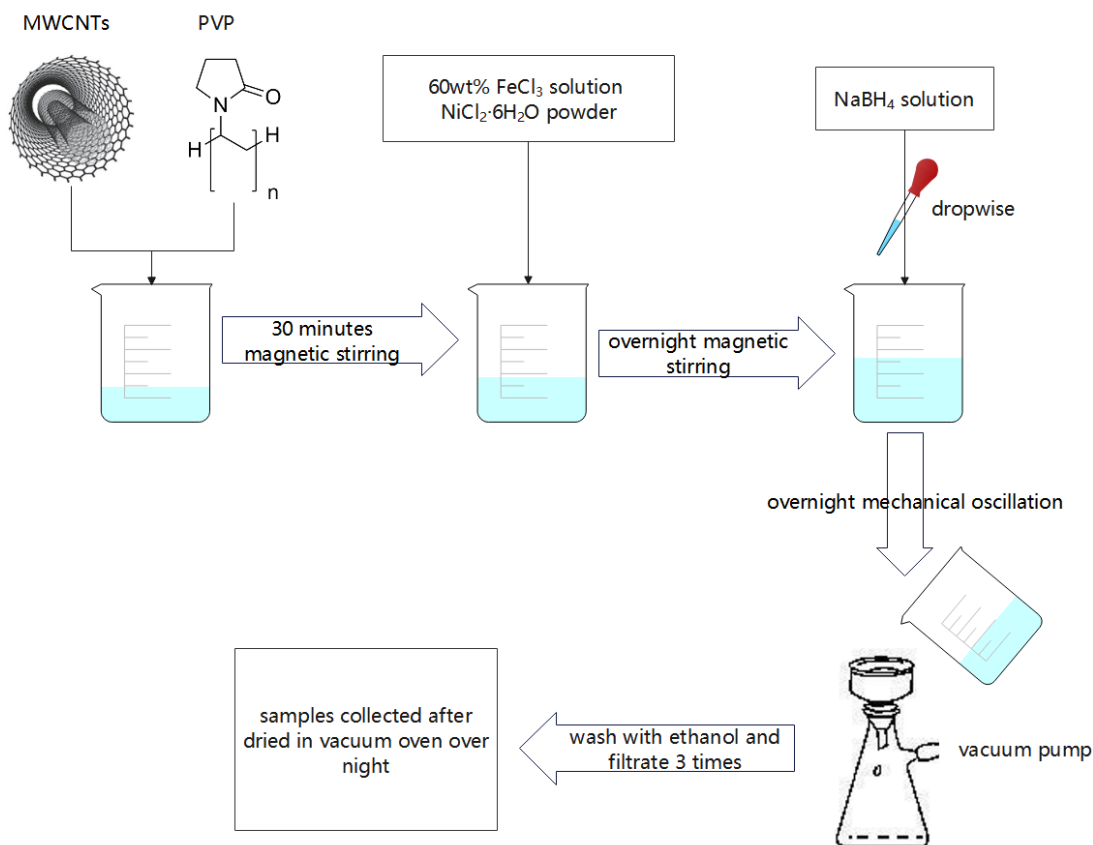 MWCNTs
PVP
N
O
H
H
n
60wt% FeCl₃ solution
NiCl₂·6H₂O powder
NaBH₄ solution
dropwise
30 minutes
magnetic stirring
overnight magnetic
stirring
overnight mechanical oscillation
samples collected after
dried in vacuum oven over
night
wash with ethanol and
filtrate 3 times
vacuum pump